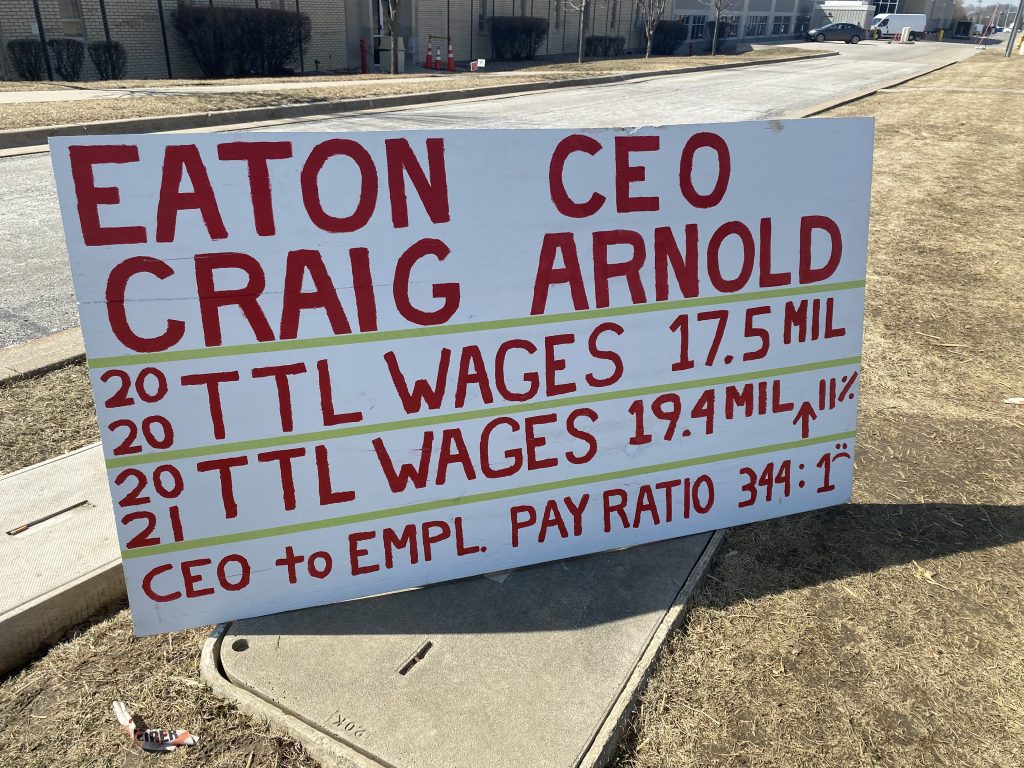 EATON CEO
CRAIG ARNOLD
2020 TTL WAGES 17.5 MIL
2021 TTL WAGES 19.4 MIL ↑ 11%
CEO to EMPL. PAY RATIO 344:1
20K